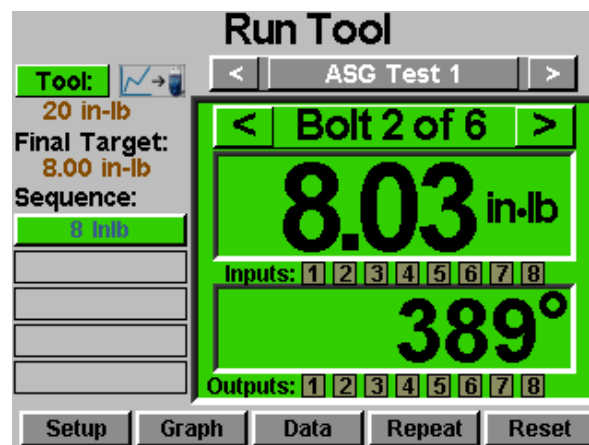 Run Tool
Tool:
20 in-lb
Final Target:
8.00 in-lb
Sequence:
8 Inlb
< ASG Test 1 >
< Bolt 2 of 6 >
8.03 in•lb
Inputs: 1 2 3 4 5 6 7 8
389°
Outputs: 1 2 3 4 5 6 7 8
Setup Graph Data Repeat Reset